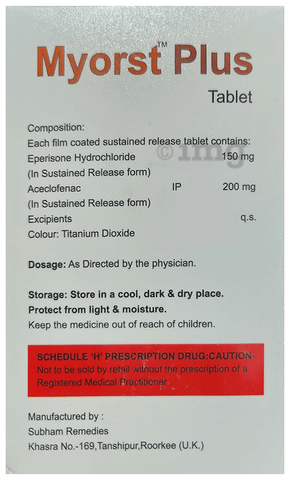 Myorst™ Plus
Tablet
Composition:
Each film coated sustained release tablet contains:
Eperisone Hydrochloride 150 mg
(In Sustained Release form)
Aceclofenac IP 200 mg
(In Sustained Release form)
Excipients q.s.
Colour: Titanium Dioxide
Dosage: As Directed by the physician.
Storage: Store in a cool, dark & dry place.
Protect from light & moisture.
Keep the medicine out of reach of children.
SCHEDULE 'H' PRESCRIPTION DRUG:CAUTION-
Not to be sold by retail without the prescription of a
Registered Medical Practitioner
Manufactured by :
Subham Remedies
Khasra No.-169,Tanshipur,Roorkee (U.K.)
©1mg